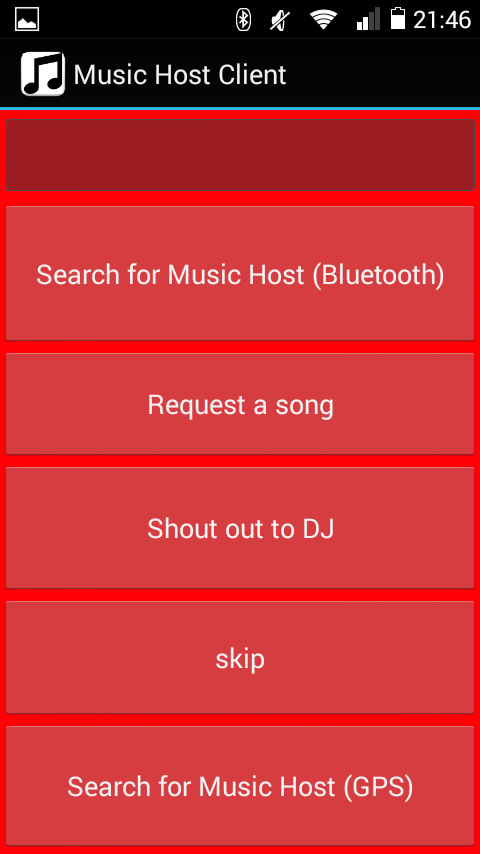 21:46
Music Host Client
Search for Music Host (Bluetooth)
Request a song
Shout out to DJ
skip
Search for Music Host (GPS)